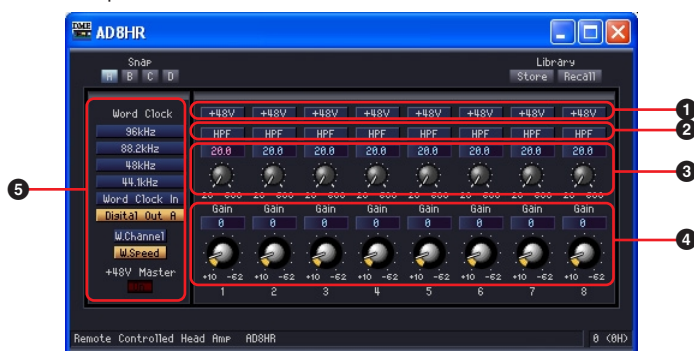 DME
AD8HR
Snap
A B C D
Library
Store Recall
Word Clock
96kHz
88.2kHz
48kHz
44.1kHz
Word Clock In
Digital Out A
W.Channel
W.Speed
+48V Master
+48V +48V +48V +48V +48V +48V +48V +48V
HPF HPF HPF HPF HPF HPF HPF HPF
20.0 20.0 20.0 20.0 20.0 20.0 20.0 20.0
20 600 20 600 20 600 20 600 20 600 20 600 20 600 20 600
Gain Gain Gain Gain Gain Gain Gain Gain
0 0 0 0 0 0 0 0
+10 -62 +10 -62 +10 -62 +10 -62 +10 -62 +10 -62 +10 -62 +10 -62
1 2 3 4 5 6 7 8
Remote Controlled Head Amp AD8HR
0 (0H)
1
2
3
4
5